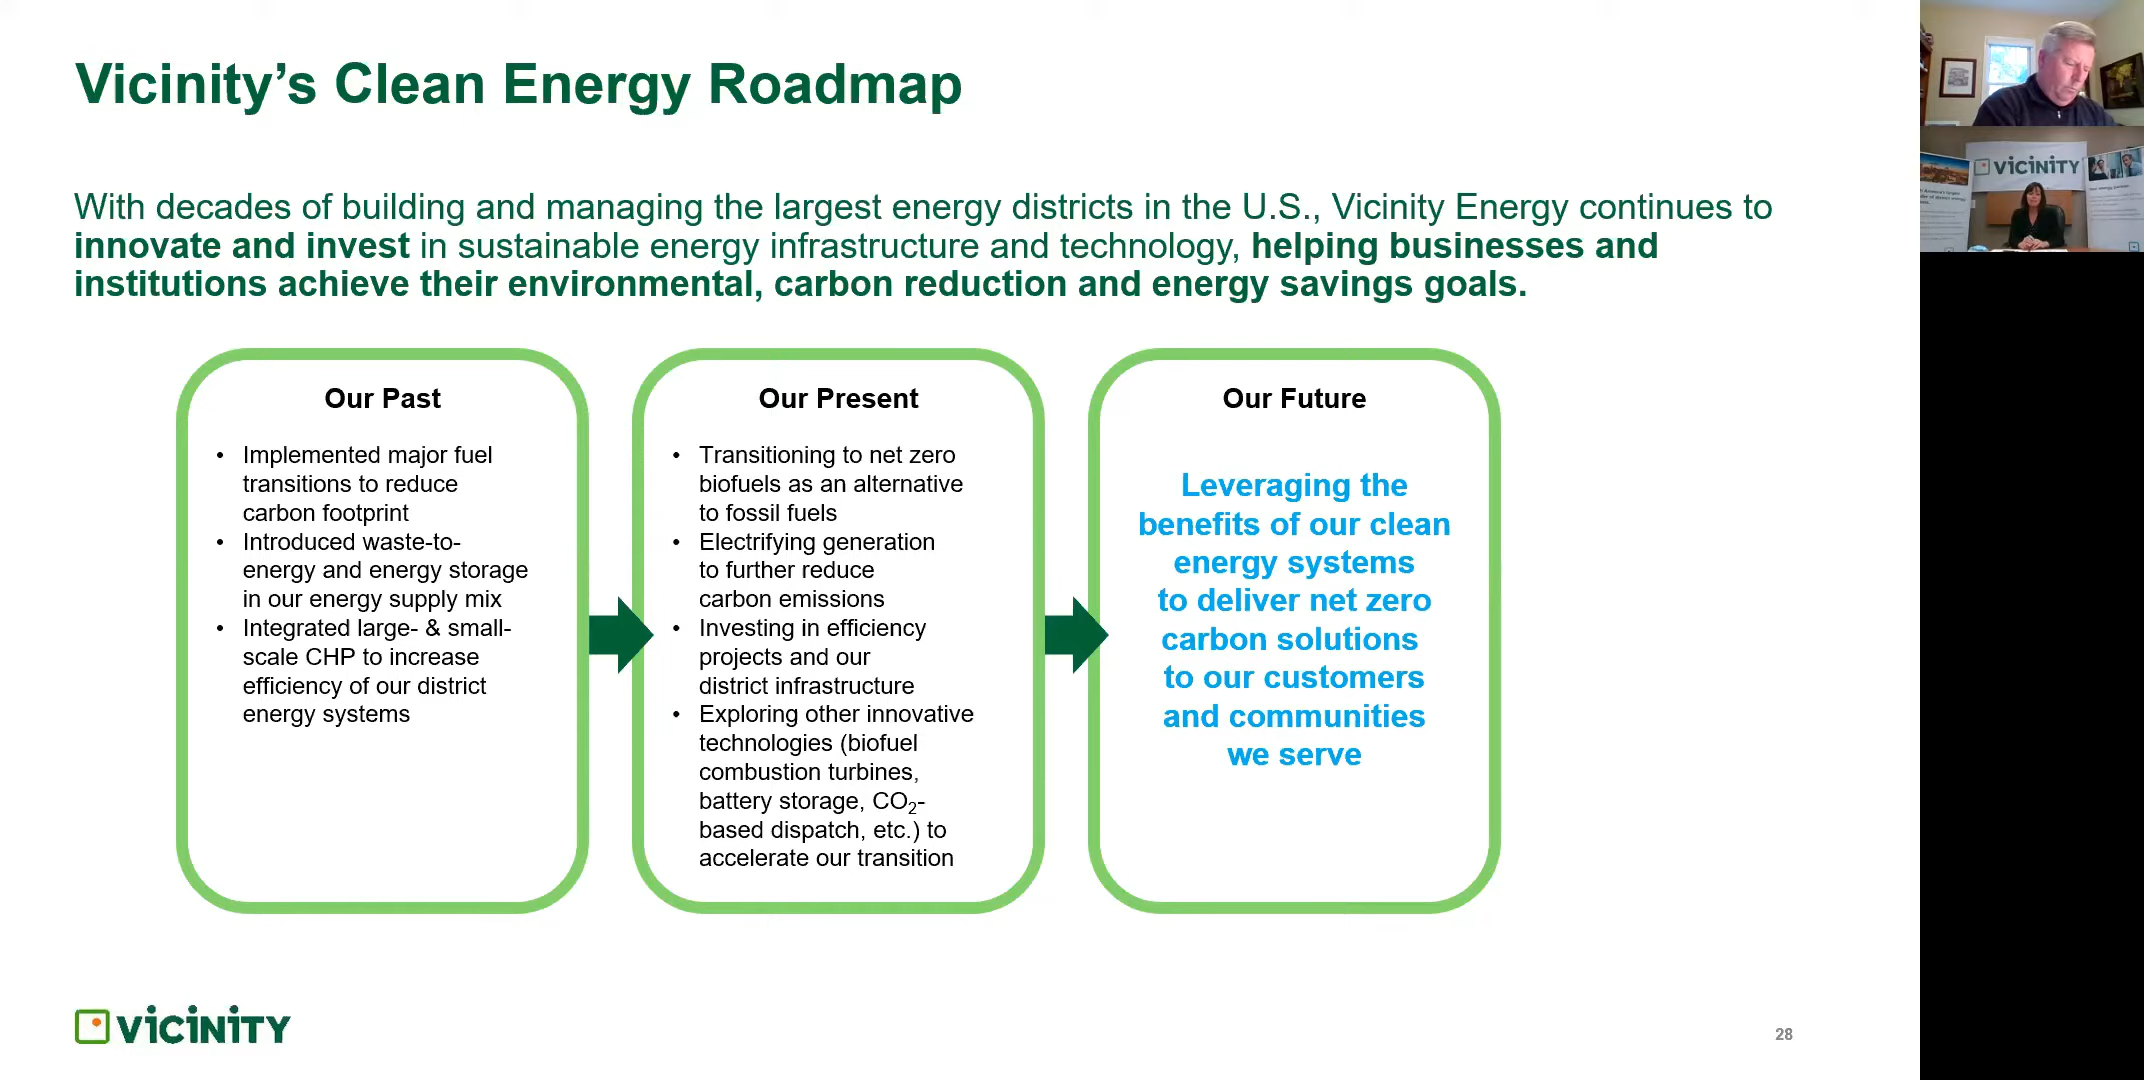 Vicinity’s Clean Energy Roadmap
With decades of building and managing the largest energy districts in the U.S., Vicinity Energy continues to
innovate and invest in sustainable energy infrastructure and technology, helping businesses and
institutions achieve their environmental, carbon reduction and energy savings goals.
Our Past
• Implemented major fuel
transitions to reduce
carbon footprint
• Introduced waste-to-
energy and energy storage
in our energy supply mix
• Integrated large- & small-
scale CHP to increase
efficiency of our district
energy systems
Our Present
• Transitioning to net zero
biofuels as an alternative
to fossil fuels
• Electrifying generation
to further reduce
carbon emissions
• Investing in efficiency
projects and our
district infrastructure
• Exploring other innovative
technologies (biofuel
combustion turbines,
battery storage, CO₂-
based dispatch, etc.) to
accelerate our transition
Our Future
Leveraging the
benefits of our clean
energy systems
to deliver net zero
carbon solutions
to our customers
and communities
we serve
VICINITY
28
VICINITY